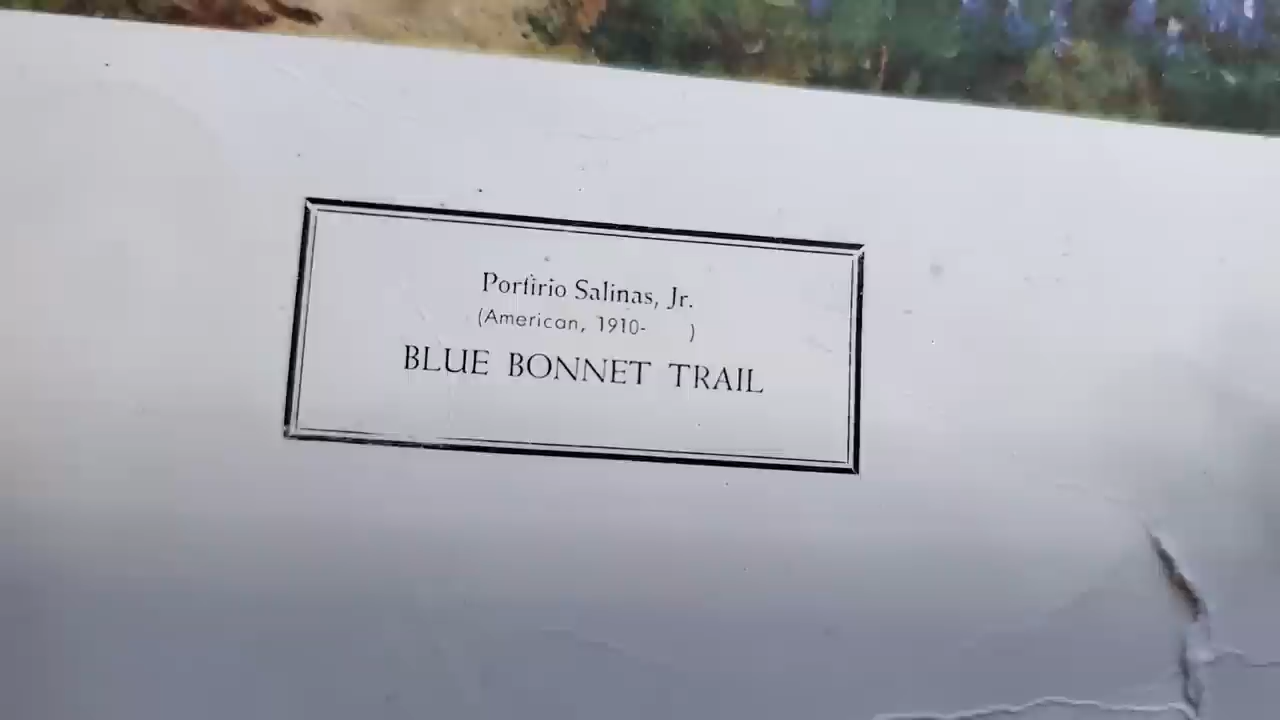 Porfirio Salinas, Jr.
(American, 1910-      )
BLUE BONNET TRAIL